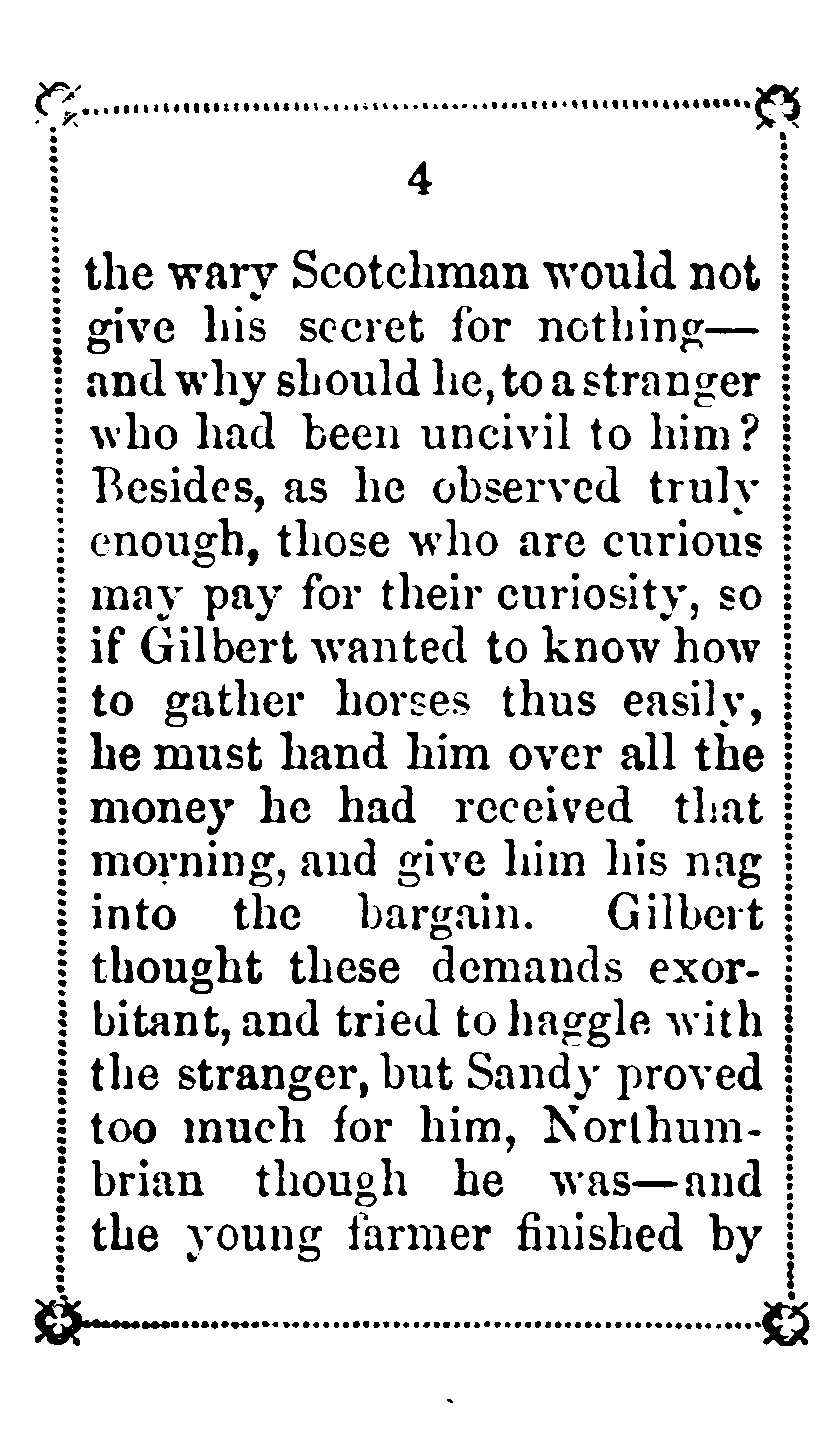 4
the wary Scotchman would not
give his secret for nothing—
and why should he, to a stranger
who had been uncivil to him?
Besides, as he observed truly
enough, those who are curious
may pay for their curiosity, so
if Gilbert wanted to know how
to gather horses thus easily,
he must hand him over all the
money he had received that
morning, and give him his nag
into the bargain. Gilbert
thought these demands exor-
bitant, and tried to haggle with
the stranger, but Sandy proved
too much for him, Northum-
brian though he was—and
the young farmer finished by